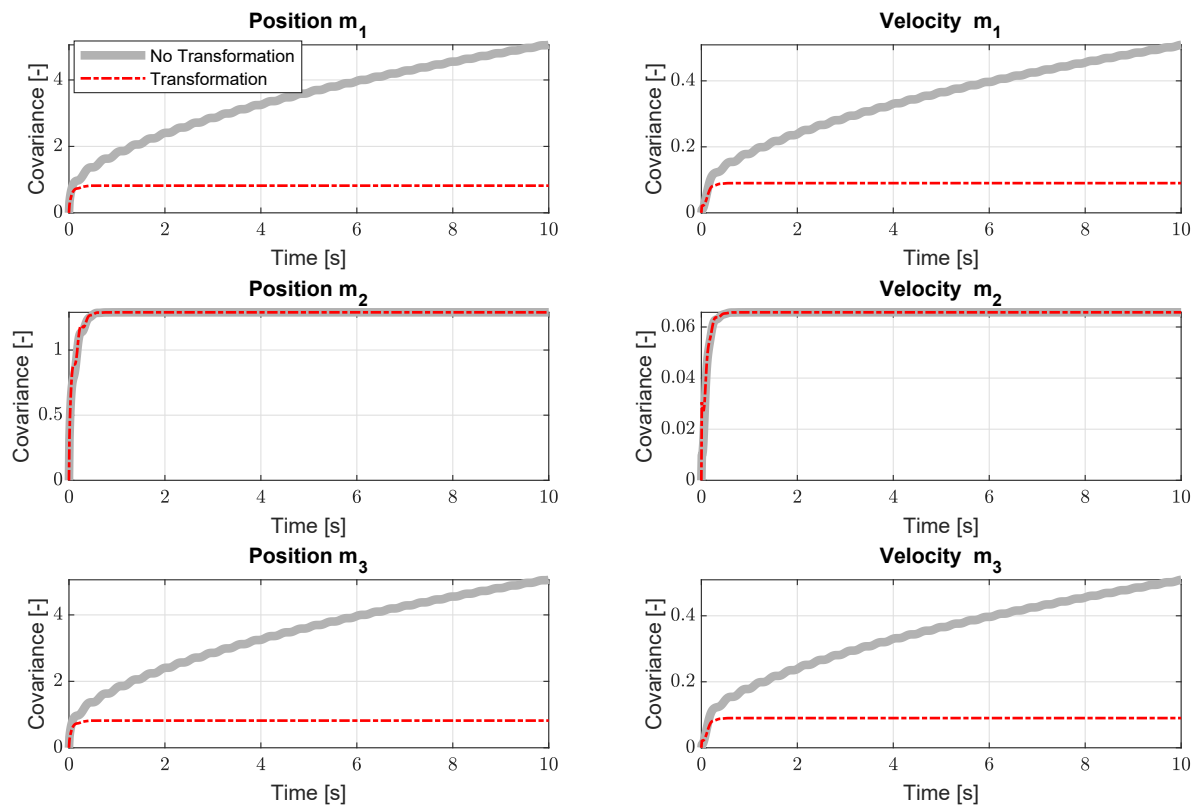 Position m1
Covariance [-]
4
2
0
No Transformation
Transformation
0 2 4 6 8 10
Time [s]
Velocity m1
Covariance [-]
0.4
0.2
0
0 2 4 6 8 10
Time [s]
Position m2
Covariance [-]
1
0.5
0
0 2 4 6 8 10
Time [s]
Velocity m2
Covariance [-]
0.06
0.04
0.02
0
0 2 4 6 8 10
Time [s]
Position m3
Covariance [-]
4
2
0
0 2 4 6 8 10
Time [s]
Velocity m3
Covariance [-]
0.4
0.2
0
0 2 4 6 8 10
Time [s]